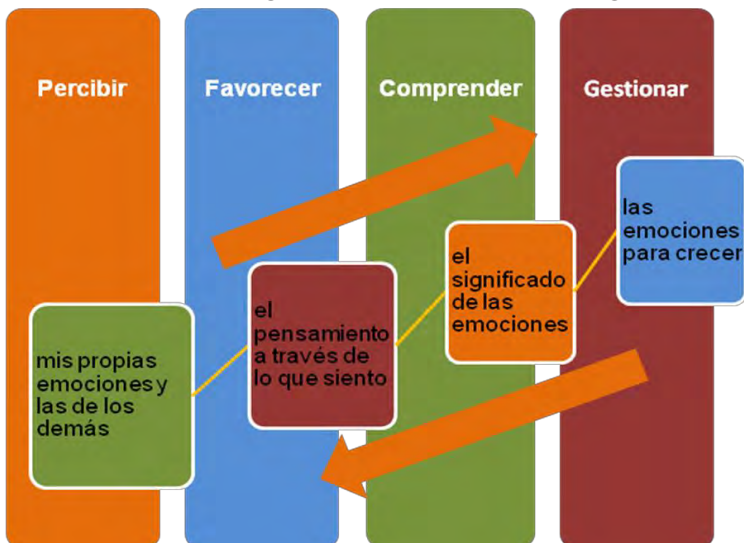 Percibir
Favorecer
Comprender
Gestionar
mis propias
emociones y
las de los
demás
el
pensamiento
a través de
lo que siento
el
significado
de las
emociones
las
emociones
para crecer